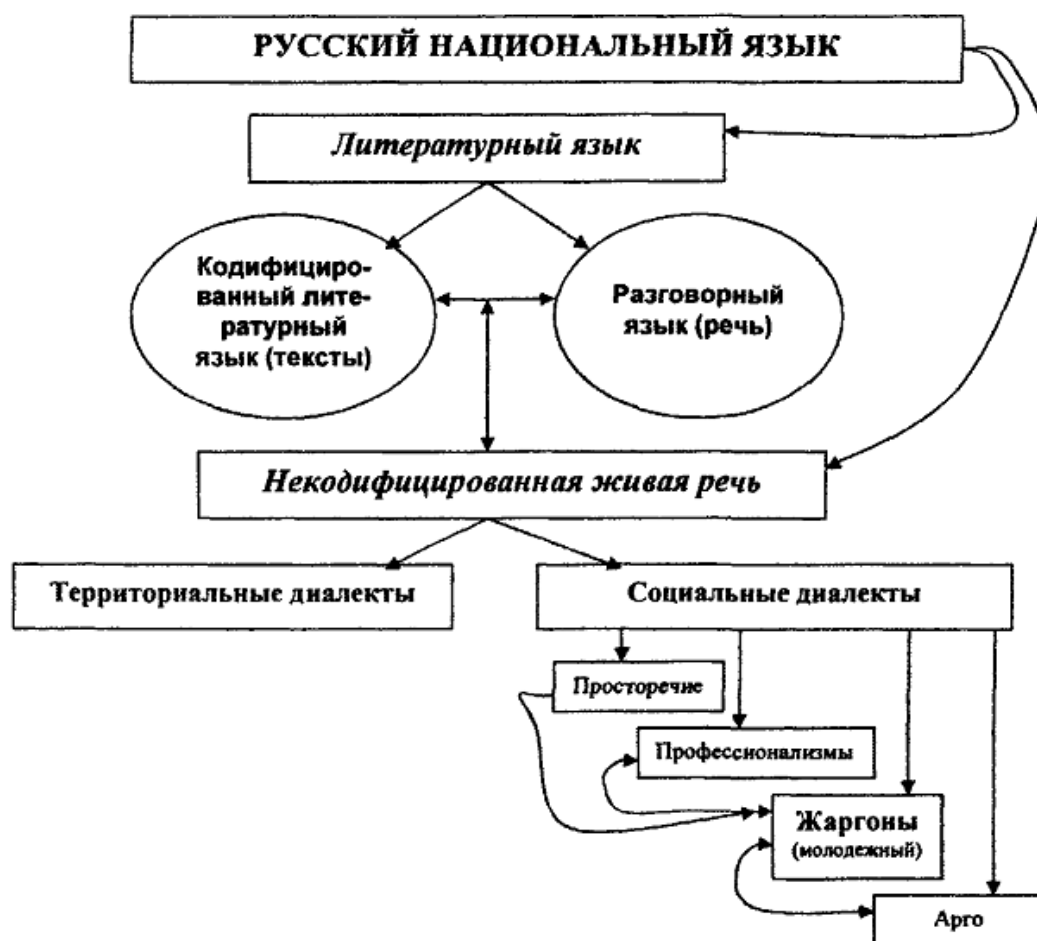 РУССКИЙ НАЦИОНАЛЬНЫЙ ЯЗЫК
Литературный язык
Кодифициро-
ванный лите-
ратурный
язык (тексты)
Разговорный
язык (речь)
Некодифицированная живая речь
Территориальные диалекты
Социальные диалекты
Просторечие
Профессионализмы
Жаргоны
(молодежный)
Арго